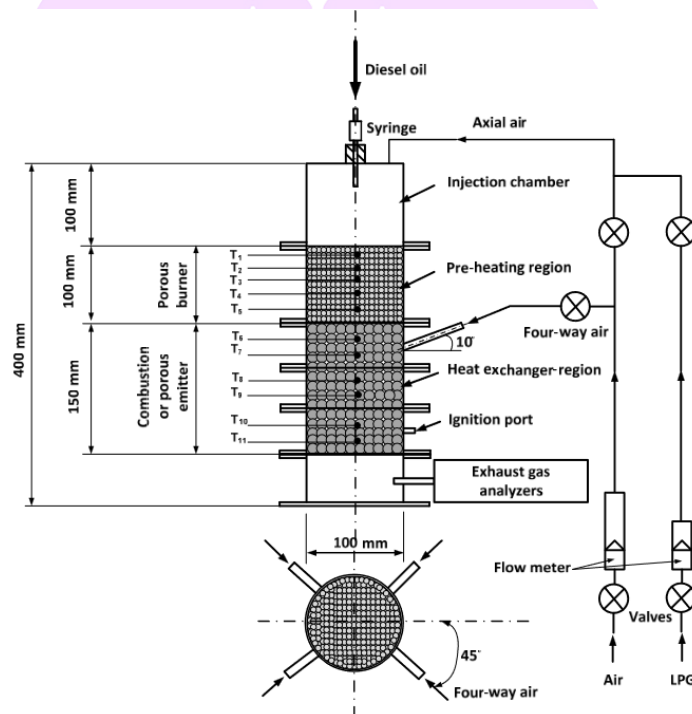 Diesel oil
Syringe
Axial air
Injection chamber
100 mm
T1
T2
T3
T4
T5
Pre-heating region
100 mm
Porous
burner
400 mm
Four-way air
10°
T6
T7
T8
T9
T10
T11
Heat exchanger-region
150 mm
Combustion
or porous
emitter
Ignition port
Exhaust gas
analyzers
100 mm
Flow meter
Valves
45°
Four-way air
Air
LPG